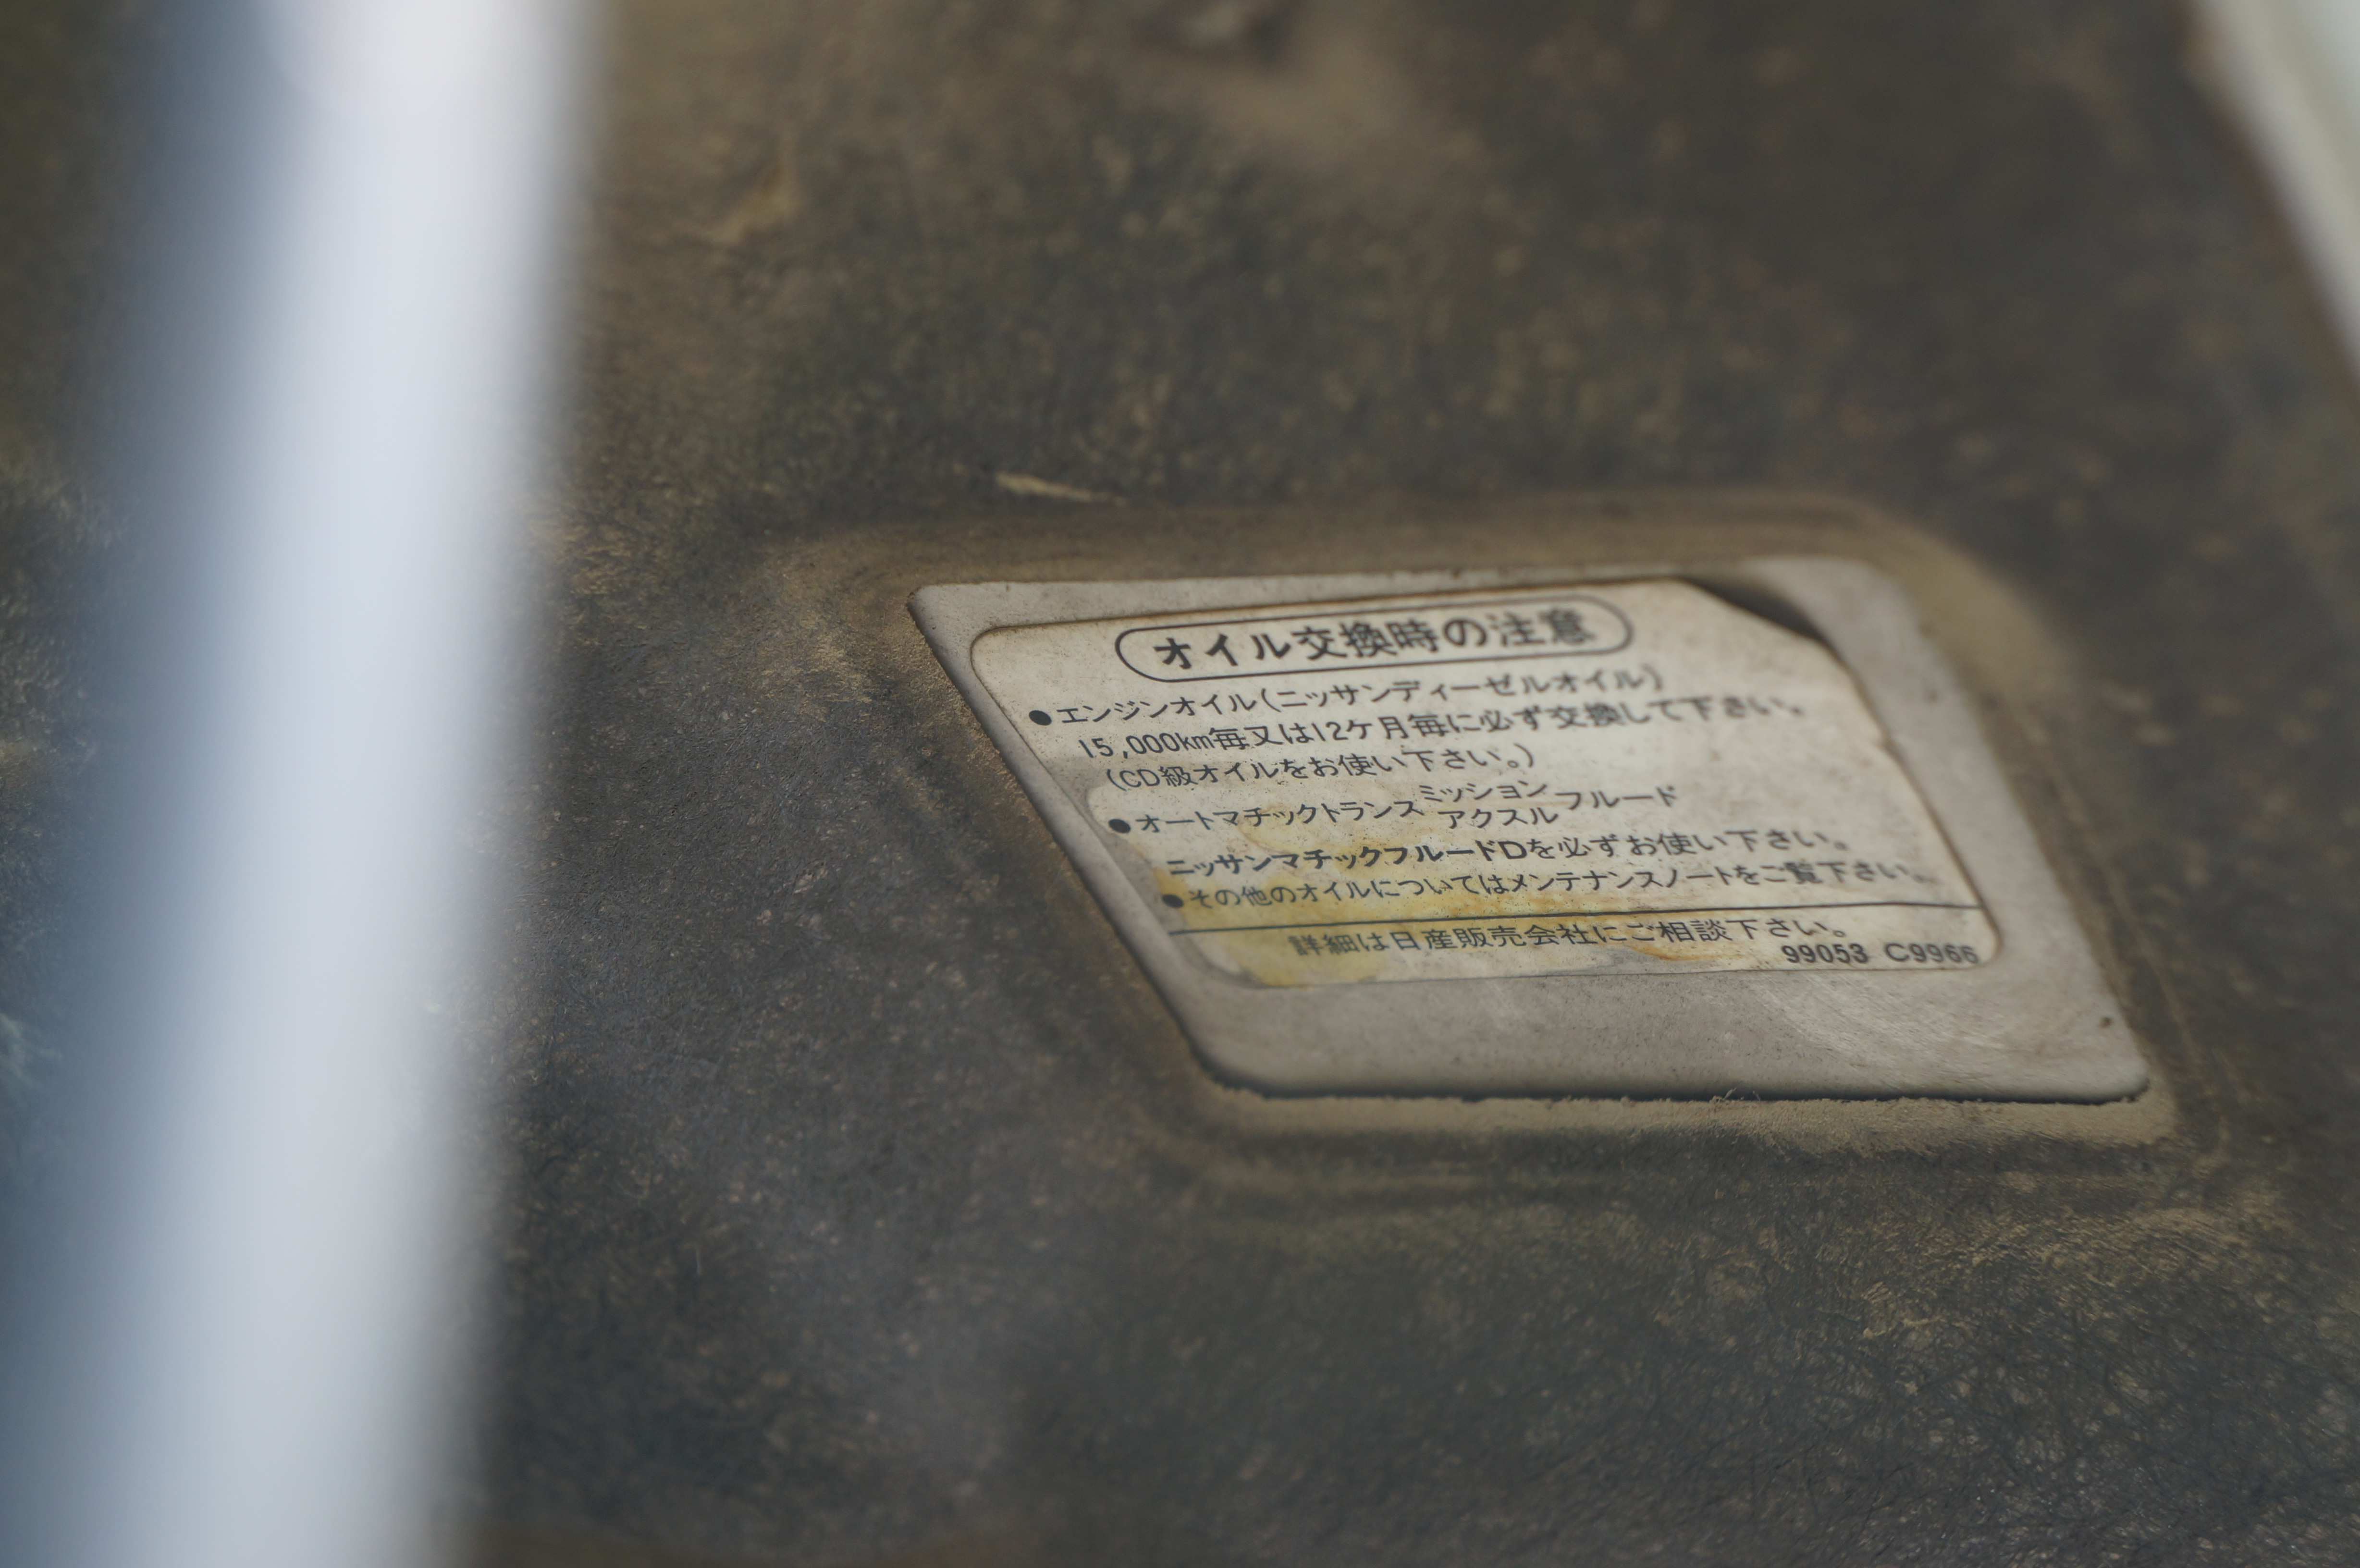 オイル交換時の注意
●エンジンオイル(ニッサンディーゼルオイル)
15,000km毎又は12ケ月毎に必ず交換して下さい。
(CD級オイルをお使い下さい。)
●オートマチックトランスミッション フルード
アクスル
ニッサンマチックフルードDを必ずお使い下さい。
●その他のオイルについてはメンテナンスノートをご覧下さい。
詳細は日産販売会社にご相談下さい。
99053 C9966